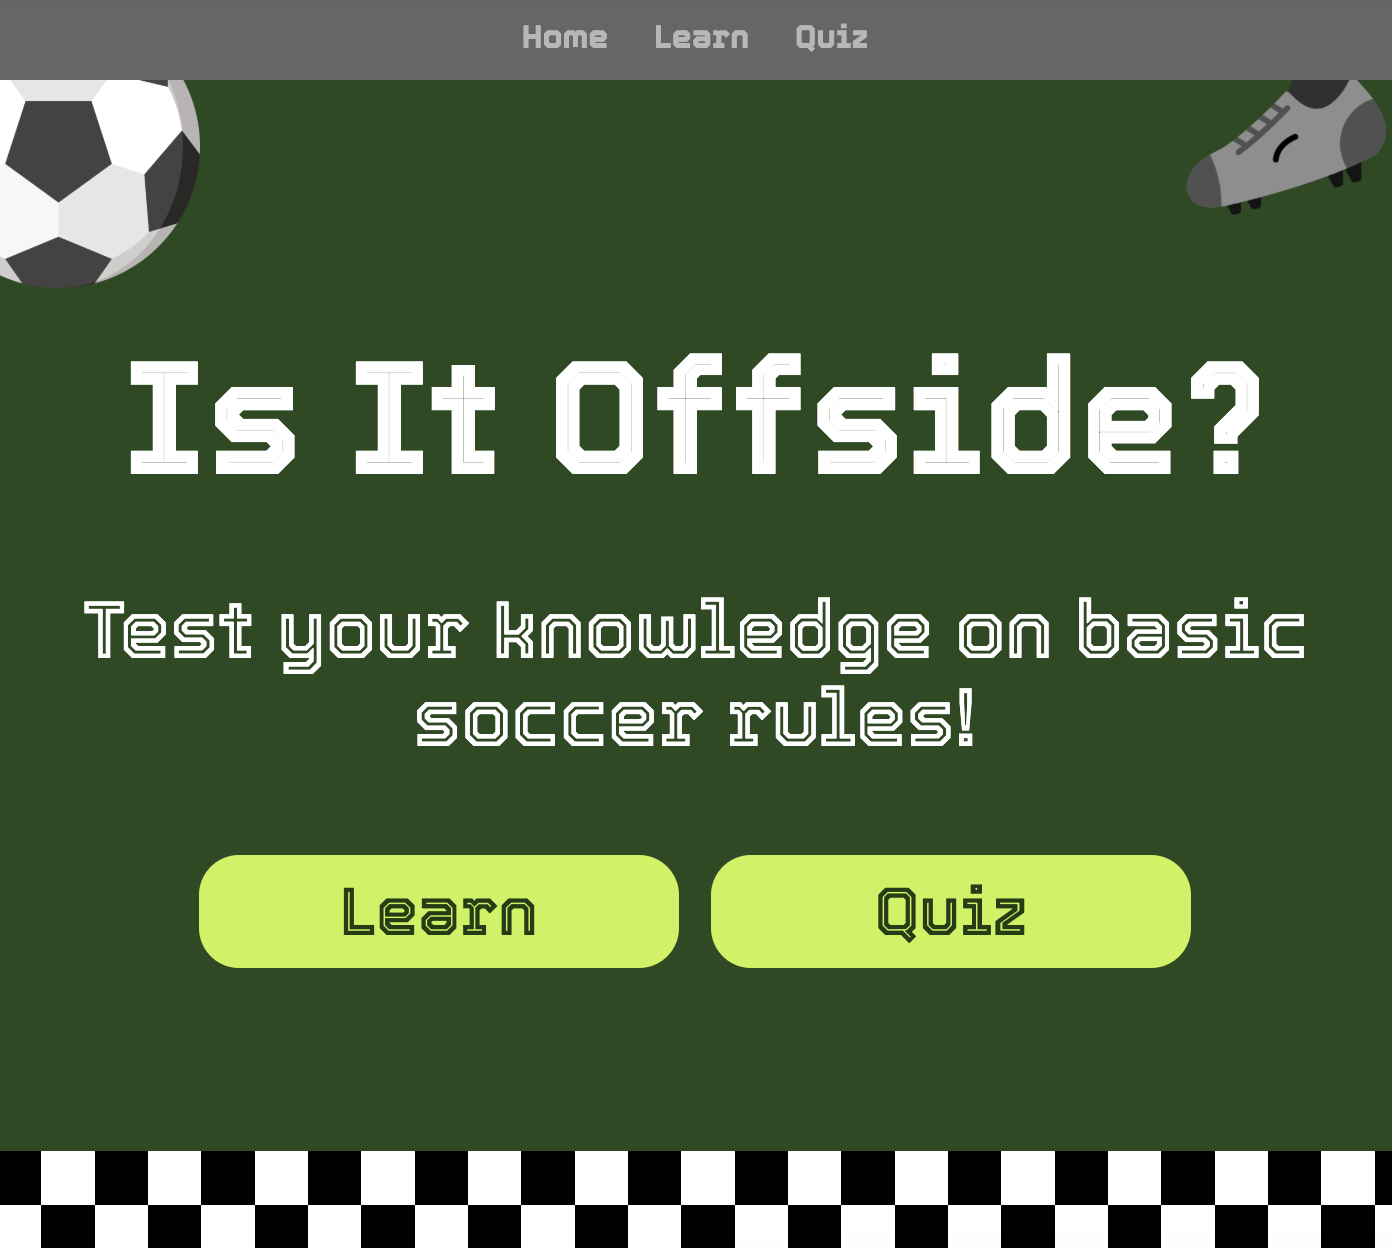 Home Learn Quiz
Is It Offside?
Test your knowledge on basic
soccer rules!
Learn Quiz